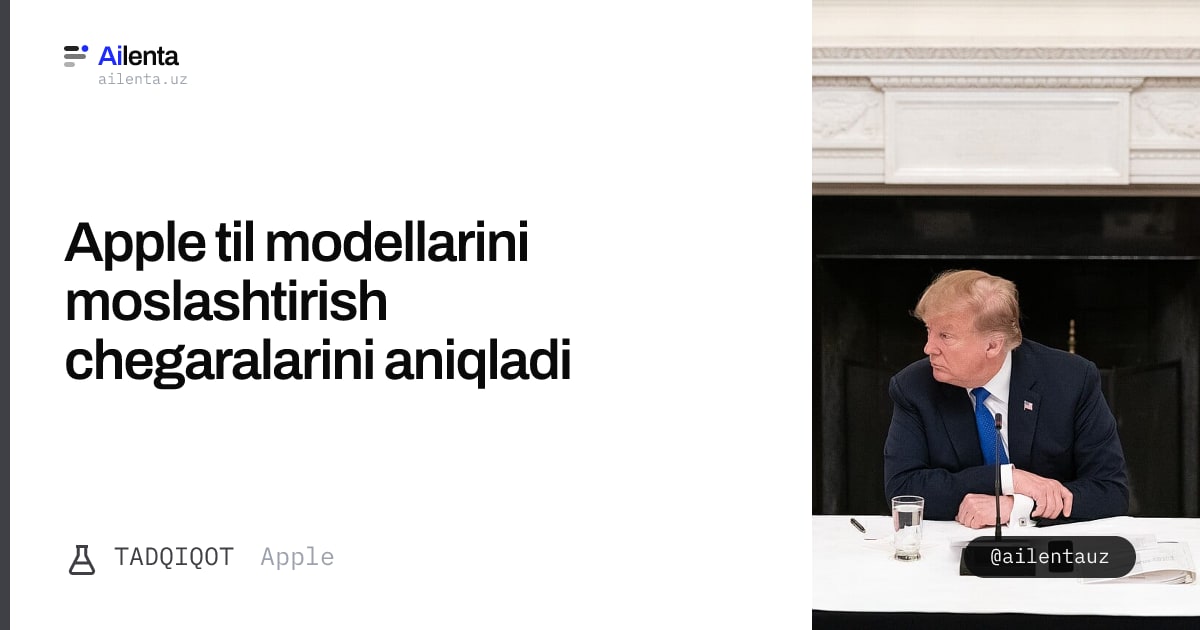 Ailenta
ailenta.uz
Apple til modellarini
moslashtirish
chegaralarini aniqladi
TADQIQOT Apple
@ailentauz